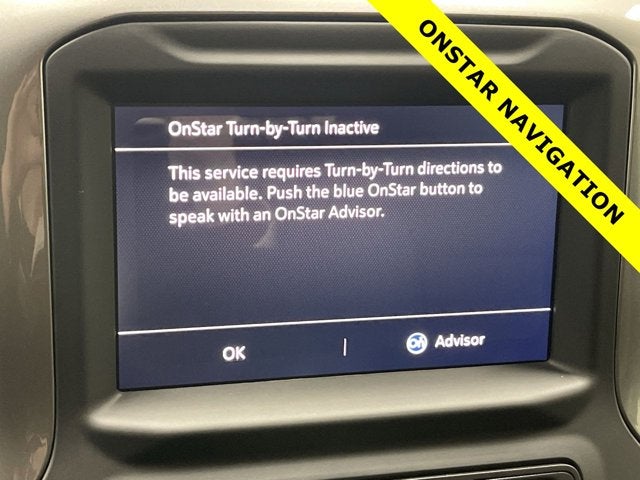 ONSTAR NAVIGATION
OnStar Turn-by-Turn Inactive
This service requires Turn-by-Turn directions to
be available. Push the blue OnStar button to
speak with an OnStar Advisor.
OK
On Advisor